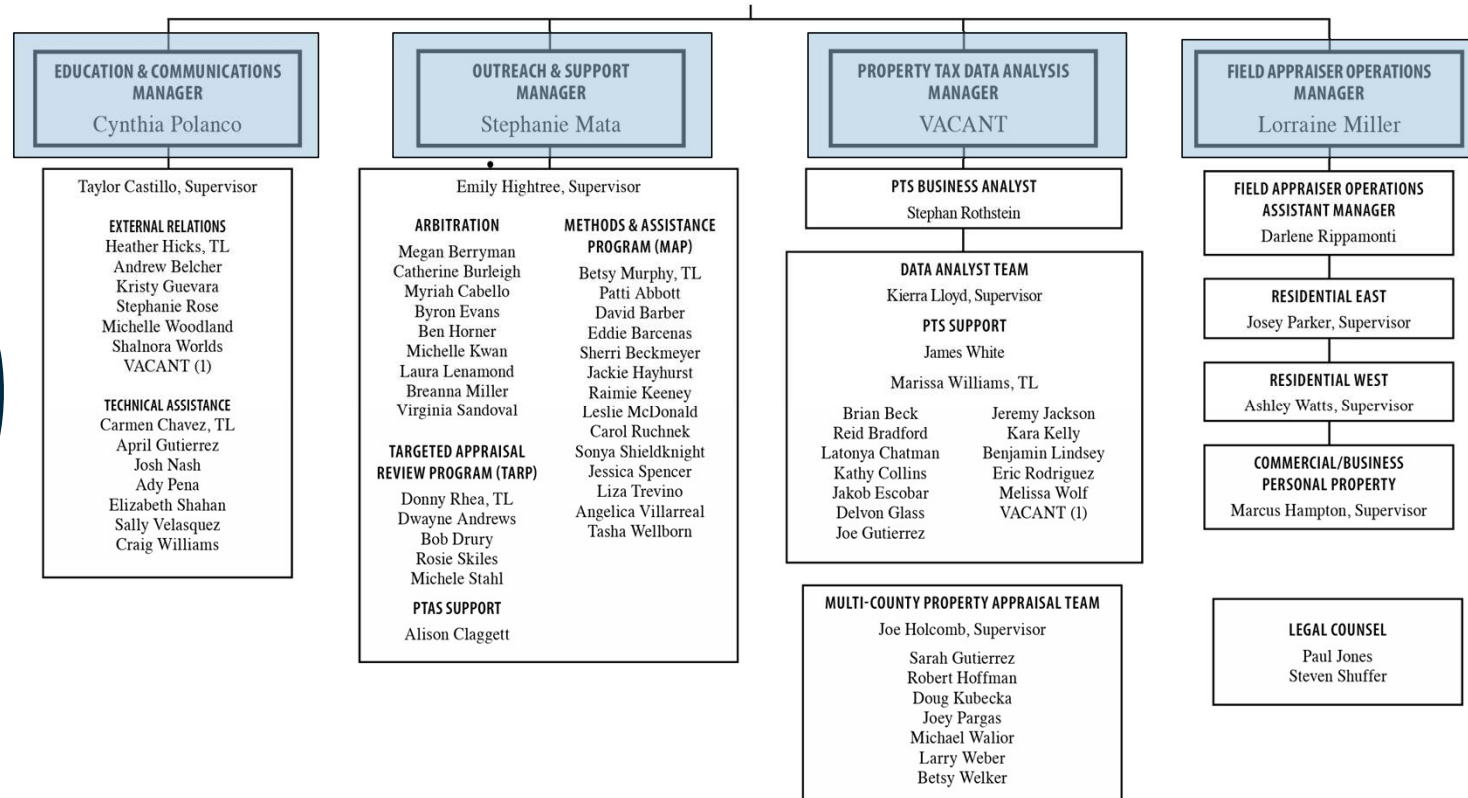 EDUCATION & COMMUNICATIONS
MANAGER
Cynthia Polanco
Taylor Castillo, Supervisor
EXTERNAL RELATIONS
Heather Hicks, TL
Andrew Belcher
Kristy Guevara
Stephanie Rose
Michelle Woodland
Shalnora Worlds
VACANT (1)
TECHNICAL ASSISTANCE
Carmen Chavez, TL
April Gutierrez
Josh Nash
Ady Pena
Elizabeth Shahan
Sally Velasquez
Craig Williams
OUTREACH & SUPPORT
MANAGER
Stephanie Mata
Emily Hightree, Supervisor
ARBITRATION
Megan Berryman
Catherine Burleigh
Myriah Cabello
Byron Evans
Ben Horner
Michelle Kwan
Laura Lenamond
Breanna Miller
Virginia Sandoval
TARGETED APPRAISAL
REVIEW PROGRAM (TARP)
Donny Rhea, TL
Dwayne Andrews
Bob Drury
Rosie Skiles
Michele Stahl
PTAS SUPPORT
Alison Claggett
METHODS & ASSISTANCE
PROGRAM (MAP)
Betsy Murphy, TL
Patti Abbott
David Barber
Eddie Barcenas
Sherri Beckmeyer
Jackie Hayhurst
Raimie Keeney
Leslie McDonald
Carol Ruchnek
Sonya Shieldknight
Jessica Spencer
Liza Trevino
Angelica Villarreal
Tasha Wellborn
PROPERTY TAX DATA ANALYSIS
MANAGER
VACANT
PTS BUSINESS ANALYST
Stephan Rothstein
DATA ANALYST TEAM
Kierra Lloyd, Supervisor
PTS SUPPORT
James White
Marissa Williams, TL
Brian Beck
Reid Bradford
Latonya Chatman
Kathy Collins
Jakob Escobar
Delvon Glass
Joe Gutierrez
Jeremy Jackson
Kara Kelly
Benjamin Lindsey
Eric Rodriguez
Melissa Wolf
VACANT (1)
MULTI-COUNTY PROPERTY APPRAISAL TEAM
Joe Holcomb, Supervisor
Sarah Gutierrez
Robert Hoffman
Doug Kubecka
Joey Pargas
Michael Walior
Larry Weber
Betsy Welker
FIELD APPRAISER OPERATIONS
MANAGER
Lorraine Miller
FIELD APPRAISER OPERATIONS
ASSISTANT MANAGER
Darlene Rippamonti
RESIDENTIAL EAST
Josey Parker, Supervisor
RESIDENTIAL WEST
Ashley Watts, Supervisor
COMMERCIAL/BUSINESS
PERSONAL PROPERTY
Marcus Hampton, Supervisor
LEGAL COUNSEL
Paul Jones
Steven Shuffer